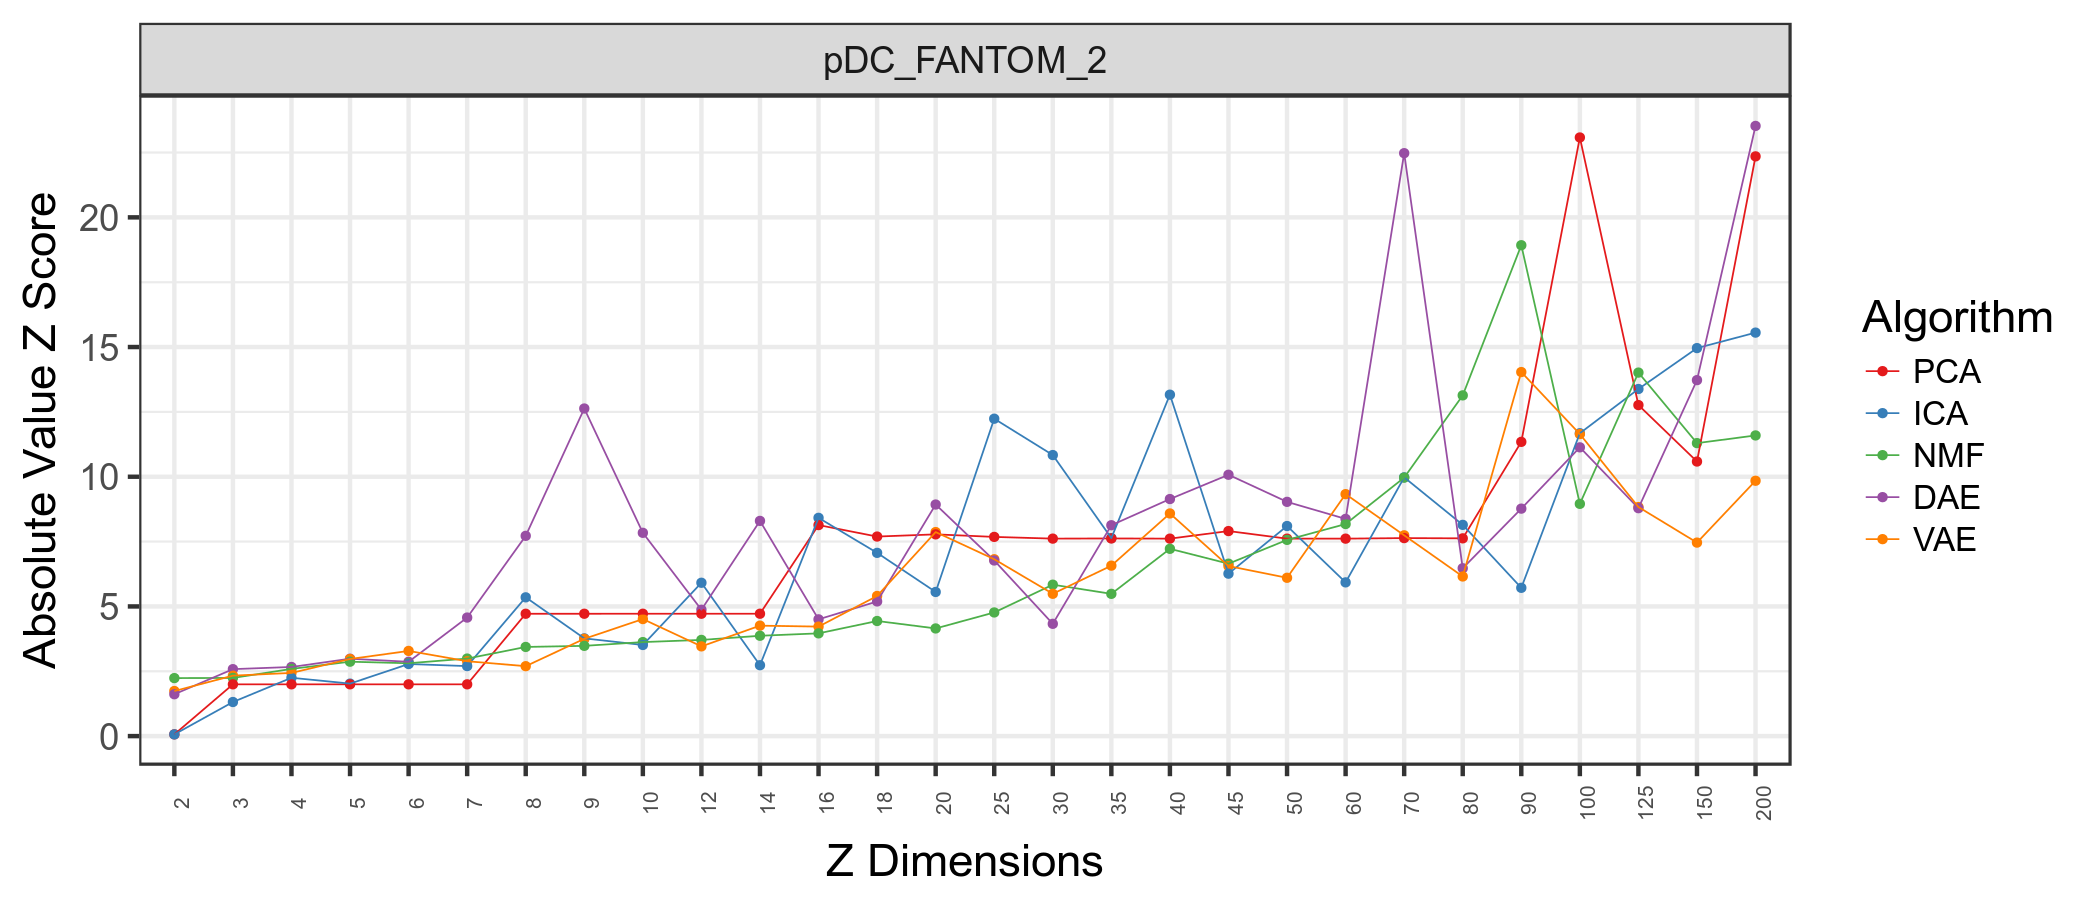 pDC_FANTOM_2
Absolute Value Z Score
20
15
10
5
0
2 3 4 5 6 7 8 9 10 12 14 16 18 20 25 30 35 40 45 50 60 70 80 90 100 125 150 200
Z Dimensions
Algorithm
PCA
ICA
NMF
DAE
VAE